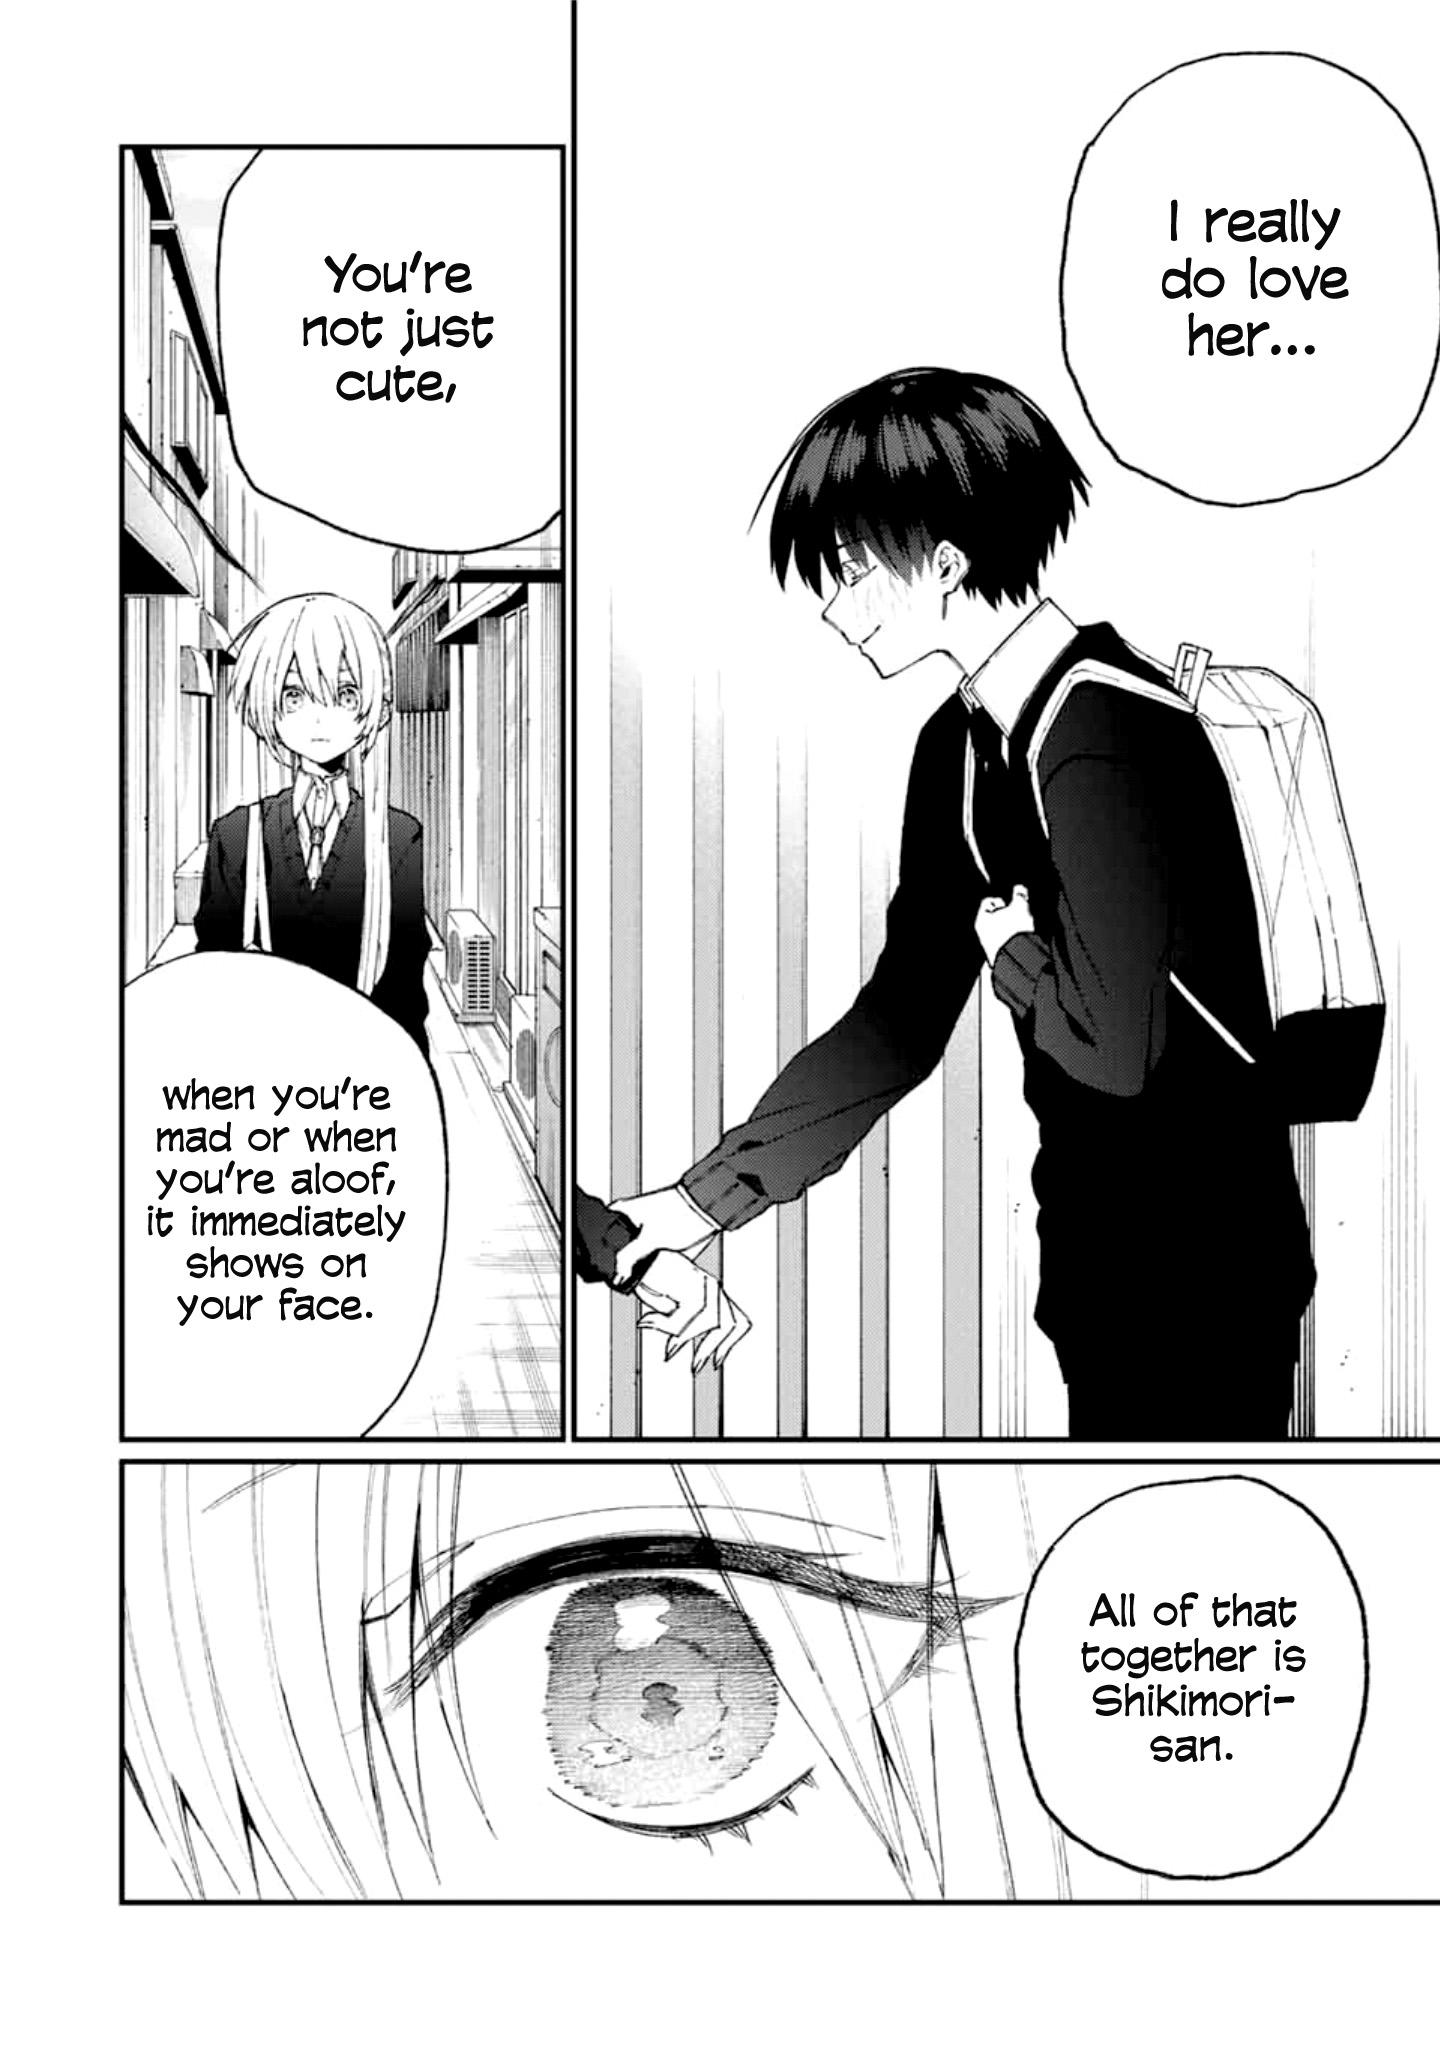 I really
do love
her...
You're
not just
cute,
when you're
mad or when
you're aloof,
it immediately
shows on
your face.
All of that
together is
Shikimori-
san.